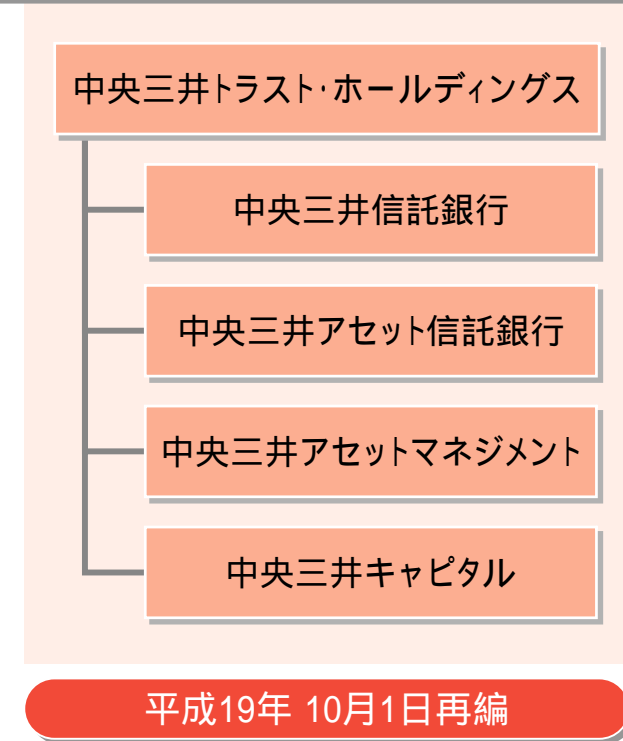 中央三井トラスト・ホールディングス
中央三井信託銀行
中央三井アセット信託銀行
中央三井アセットマネジメント
中央三井キャピタル
平成19年 10月1日再編